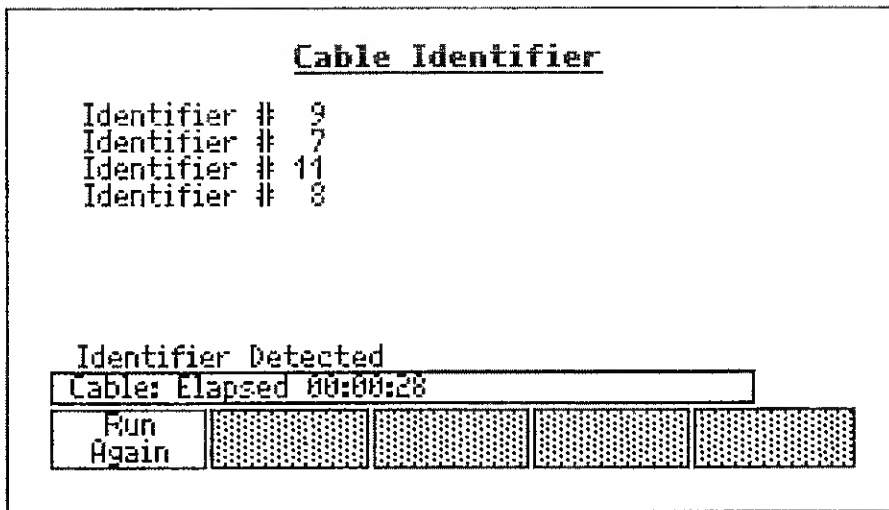 Cable Identifier
Identifier # 9
Identifier # 7
Identifier # 11
Identifier # 8
Identifier Detected
Cable: Elapsed 00:00:28
Run
Again